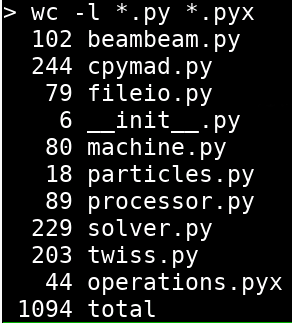 > wc -l *.py *.pyx
102 beambeam.py
244 cpymad.py
79 fileio.py
6 __init__.py
80 machine.py
18 particles.py
89 processor.py
229 solver.py
203 twiss.py
44 operations.pyx
1094 total